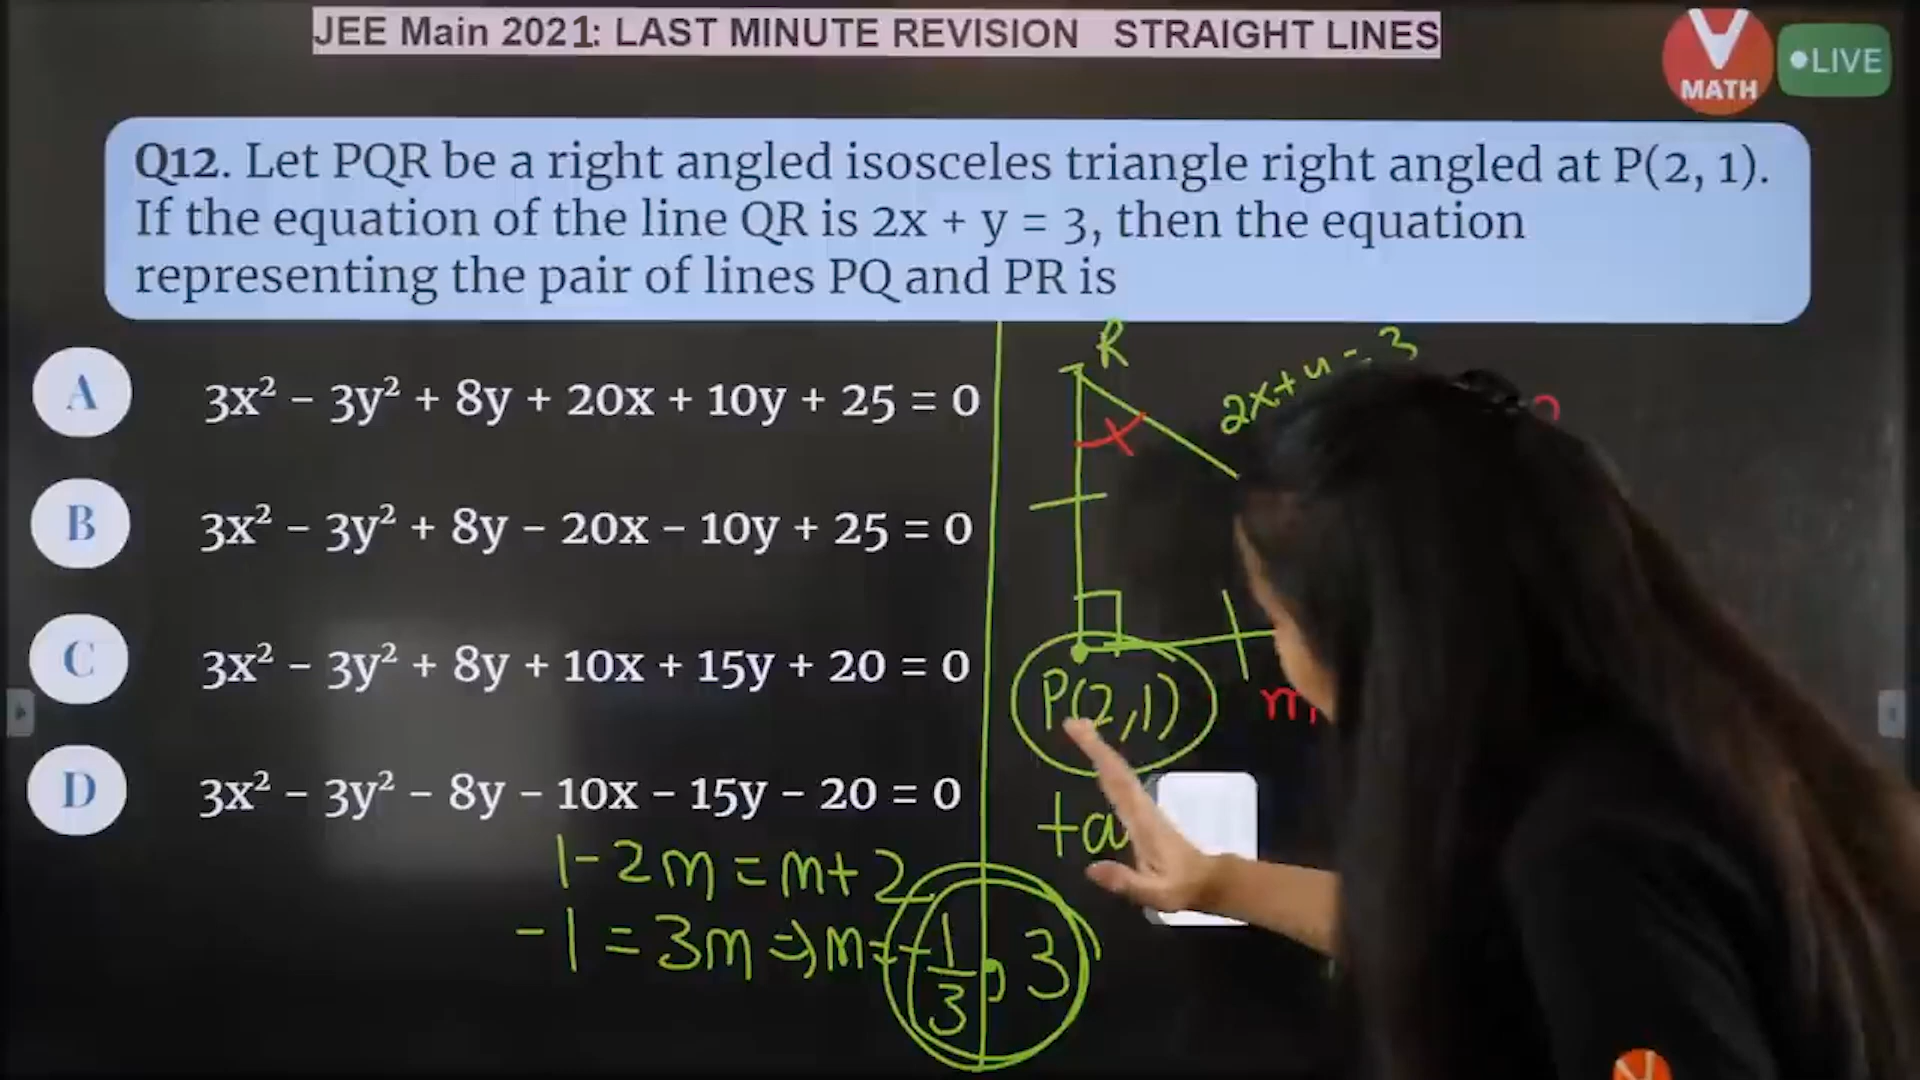 JEE Main 2021: LAST MINUTE REVISION STRAIGHT LINES
V
MATH
LIVE
Q12. Let PQR be a right angled isosceles triangle right angled at P(2, 1).
If the equation of the line QR is 2x + y = 3, then the equation
representing the pair of lines PQ and PR is
A 3x² − 3y² + 8y + 20x + 10y + 25 = 0
B 3x² − 3y² + 8y − 20x − 10y + 25 = 0
C 3x² − 3y² + 8y + 10x + 15y + 20 = 0
D 3x² − 3y² − 8y − 10x − 15y − 20 = 0
R
2x+y=3
x
P(2,1)
1-2m=m+2
-1=3m⇒m=-1/3, 3